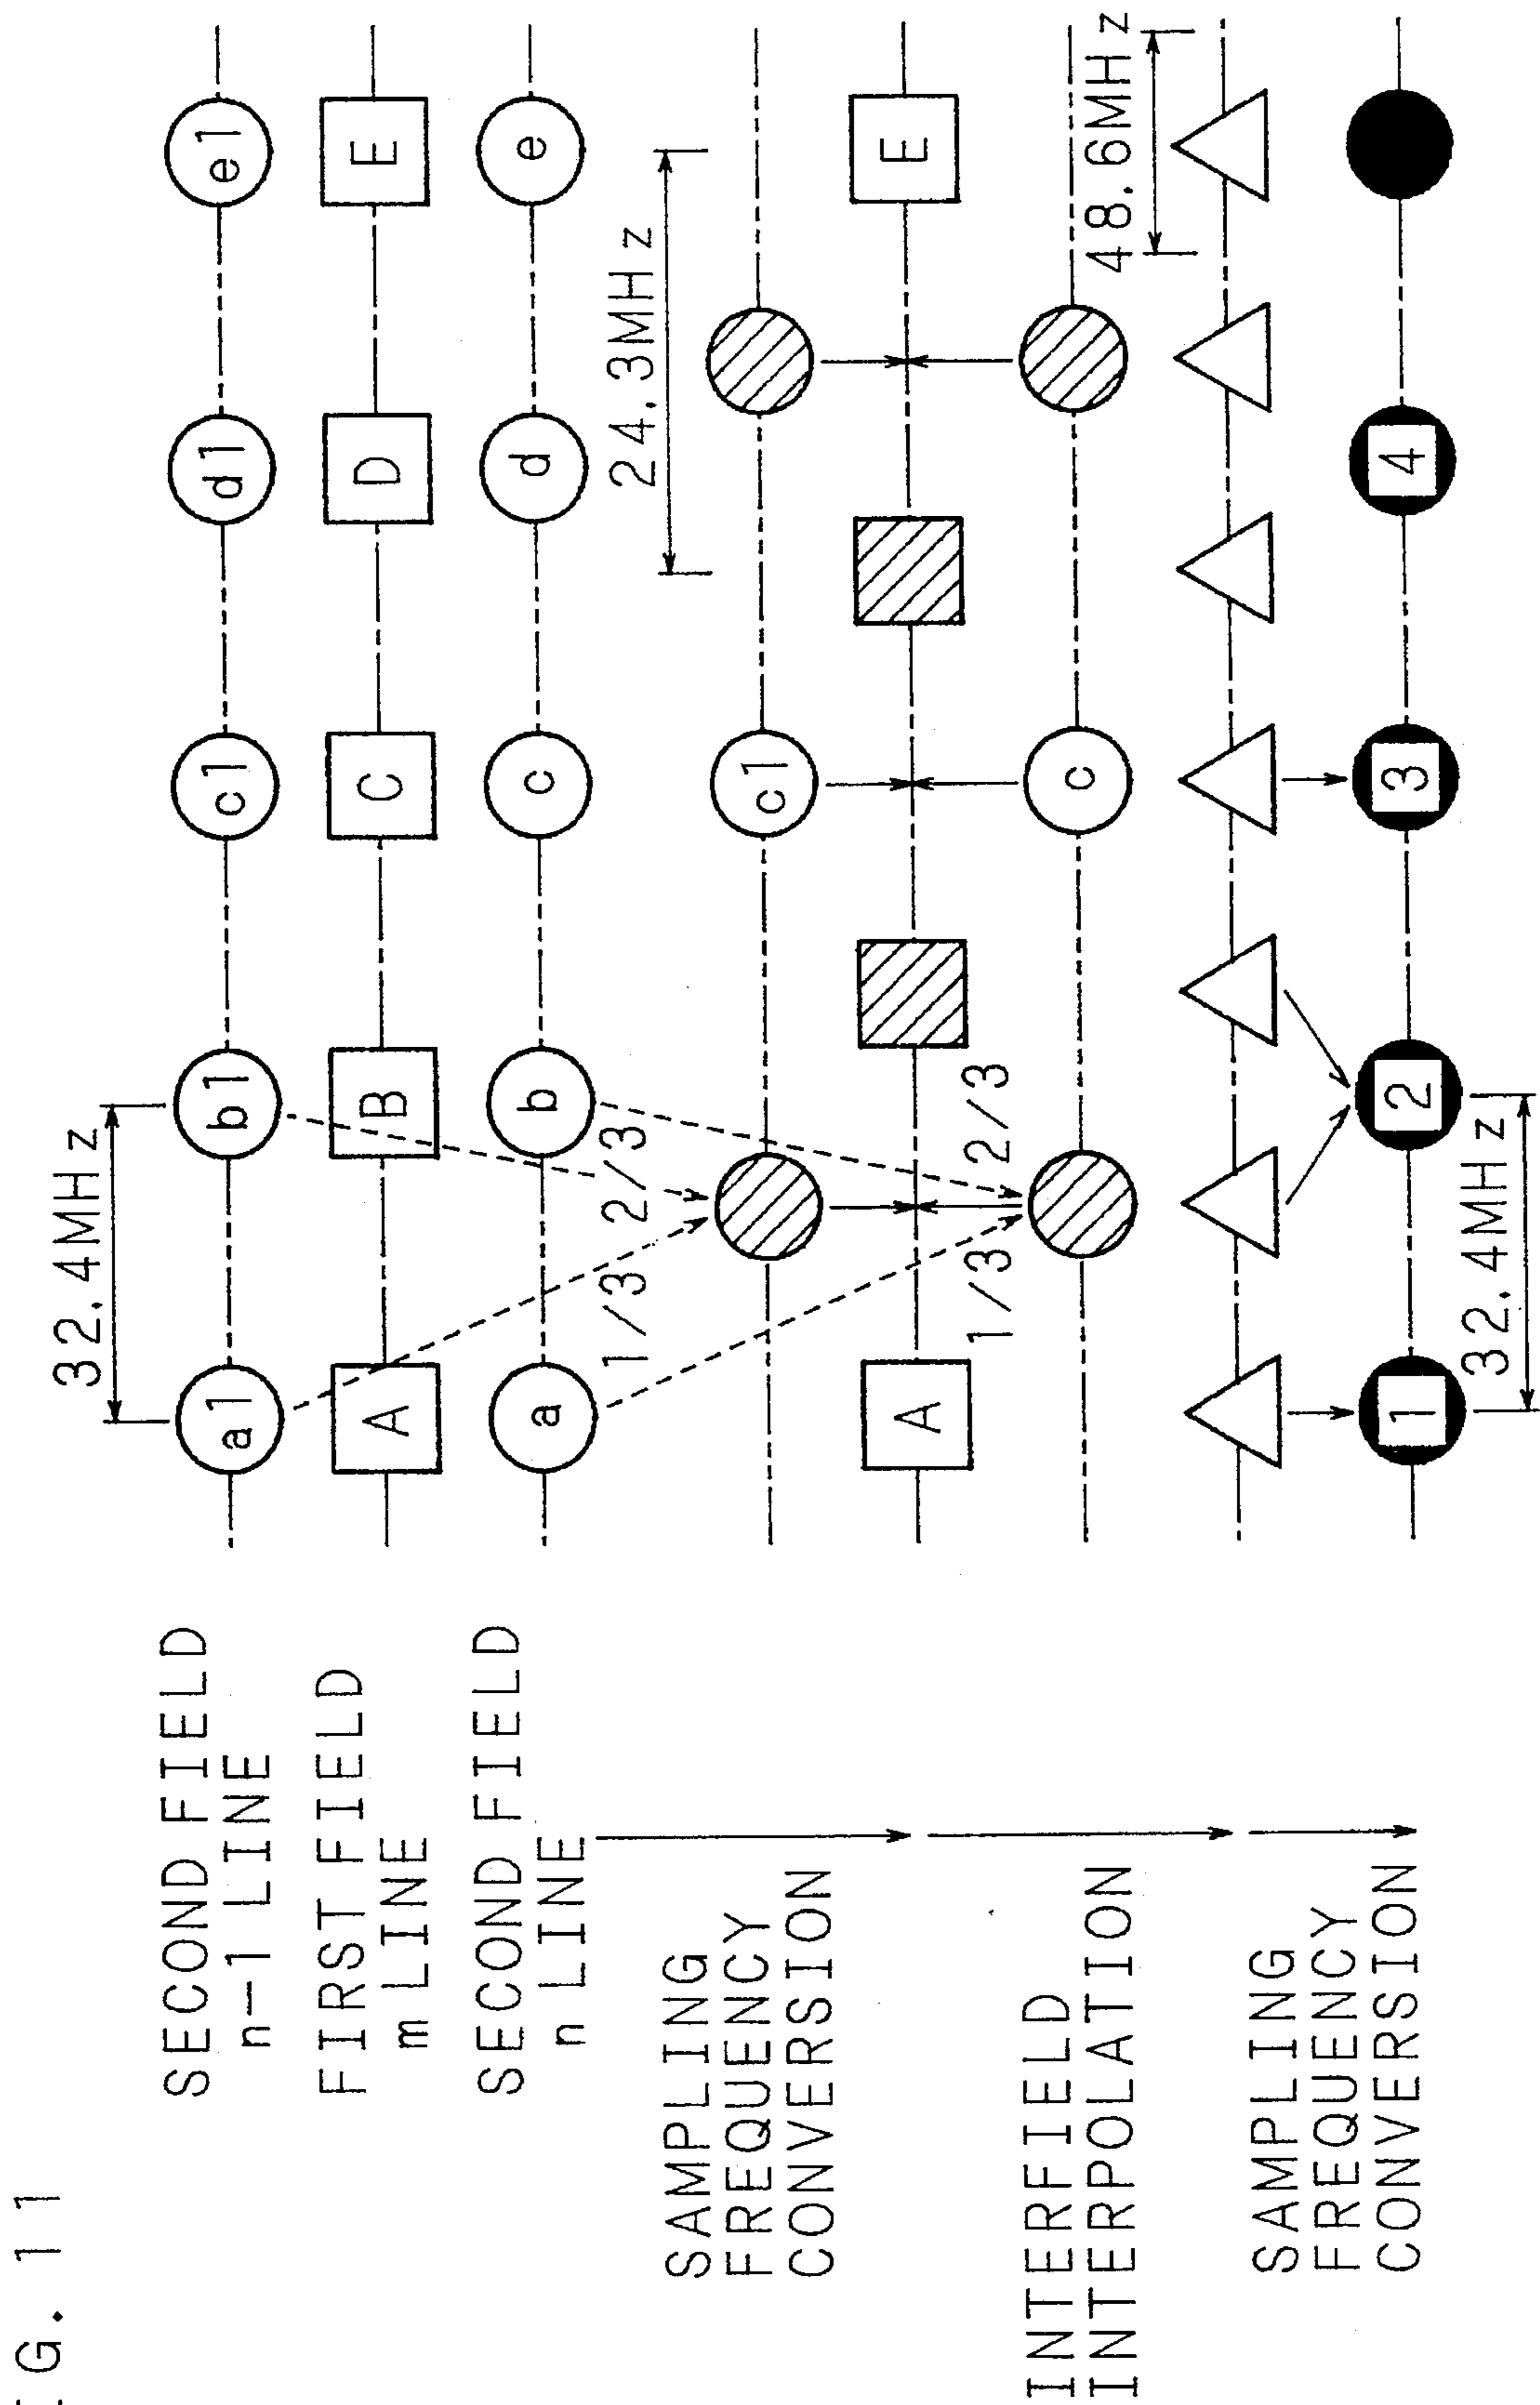 G. 11
SECOND FIELD
n-1 LINE
FIRST FIELD
m LINE
SECOND FIELD
n LINE
SAMPLING
FREQUENCY
CONVERSION
INTERFIELD
INTERPOLATION
SAMPLING
FREQUENCY
CONVERSION
32.4MHz
a1 b1 c1 d1 e1
A B C D E
a b c d e
1/3 2/3
24.3MHz
c1
A E
1/3 2/3
c
48.6MHz
1 2 3 4
32.4MHz